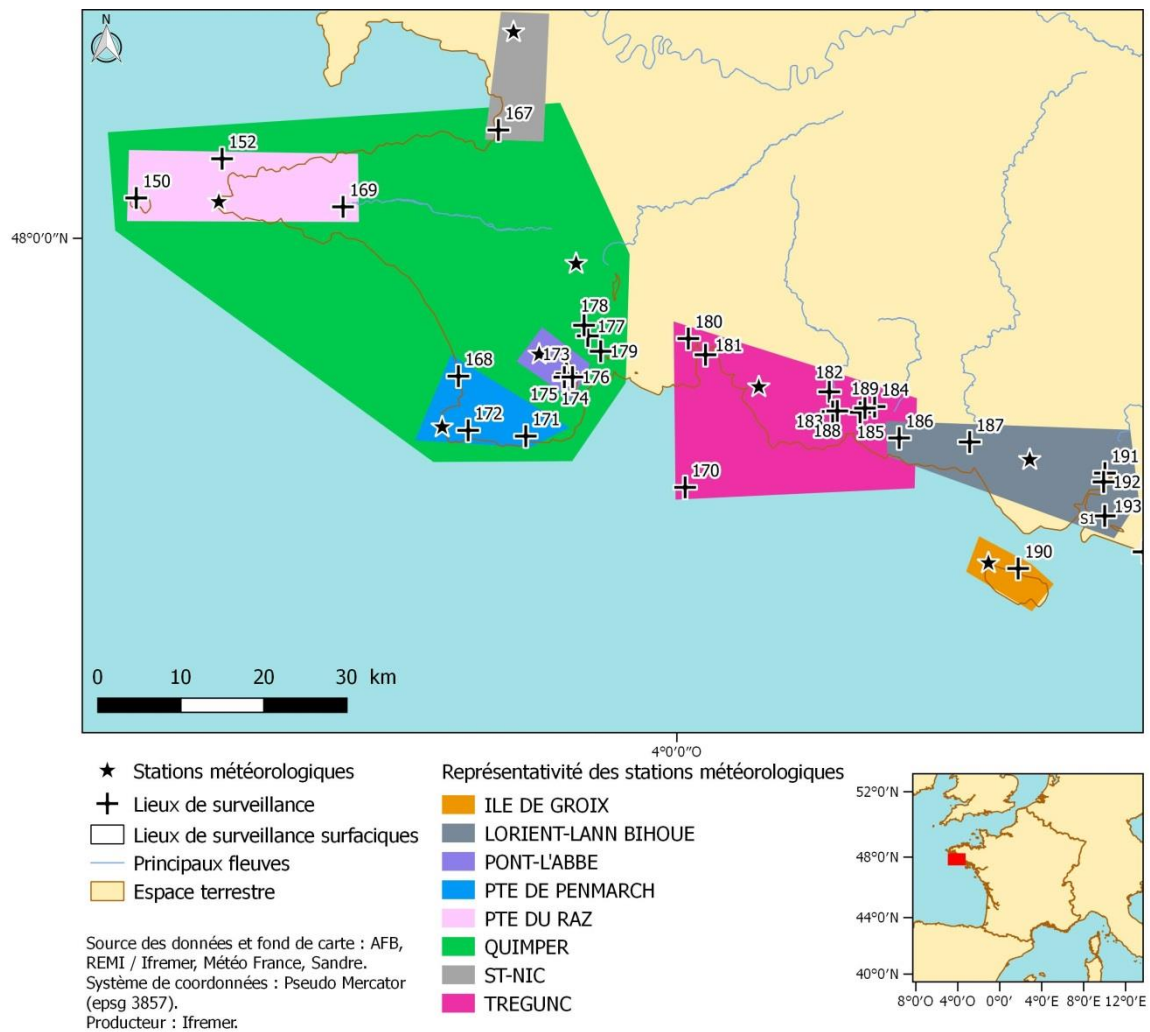 N
167
152
150
169
48°0'0"N
178
177
179
173
168
176
175
174
172
171
180
181
182
189
184
183
188
185
186
187
170
191
192
193
S1
190
0 10 20 30 km
4°0'0"O
Stations météorologiques
Lieux de surveillance
Lieux de surveillance surfaciques
Principaux fleuves
Espace terrestre
Source des données et fond de carte : AFB,
REMI / Ifremer, Météo France, Sandre.
Système de coordonnées : Pseudo Mercator
(epsg 3857).
Producteur : Ifremer.
Représentativité des stations météorologiques
ILE DE GROIX
LORIENT-LANN BIHOUE
PONT-L'ABBE
PTE DE PENMARCH
PTE DU RAZ
QUIMPER
ST-NIC
TREGUNC
52°0'N
48°0'N
44°0'N
40°0'N
8°0'O 4°0'O 0°0' 4°0'E 8°0'E 12°0'E